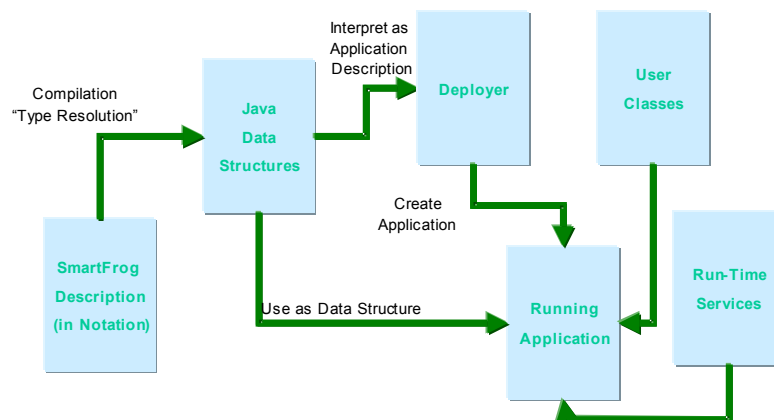 Interpret as
Application
Description
Compilation
“Type Resolution”
Java
Data
Structures
Deployer
User
Classes
Create
Application
SmartFrog
Description
(in Notation)
Use as Data Structure
Running
Application
Run-Time
Services